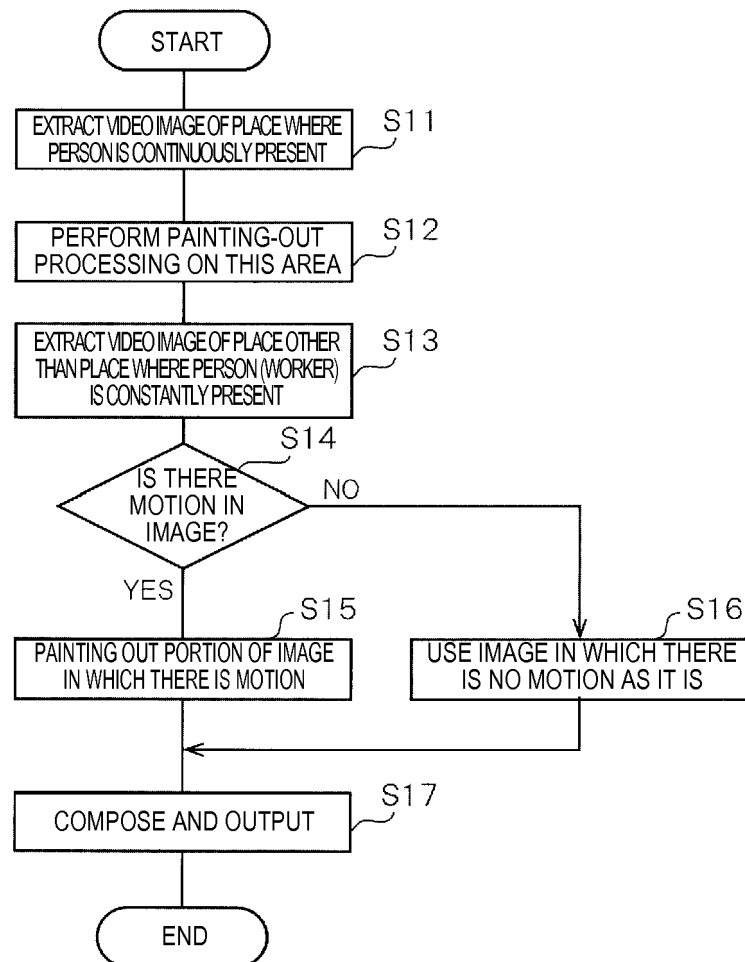 START
EXTRACT VIDEO IMAGE OF PLACE WHERE
PERSON IS CONTINUOUSLY PRESENT
S11
PERFORM PAINTING-OUT
PROCESSING ON THIS AREA
S12
EXTRACT VIDEO IMAGE OF PLACE OTHER
THAN PLACE WHERE PERSON (WORKER)
IS CONSTANTLY PRESENT
S13
S14
IS THERE
MOTION IN
IMAGE?
NO
YES
S15
PAINTING OUT PORTION OF IMAGE
IN WHICH THERE IS MOTION
S16
USE IMAGE IN WHICH THERE
IS NO MOTION AS IT IS
S17
COMPOSE AND OUTPUT
END